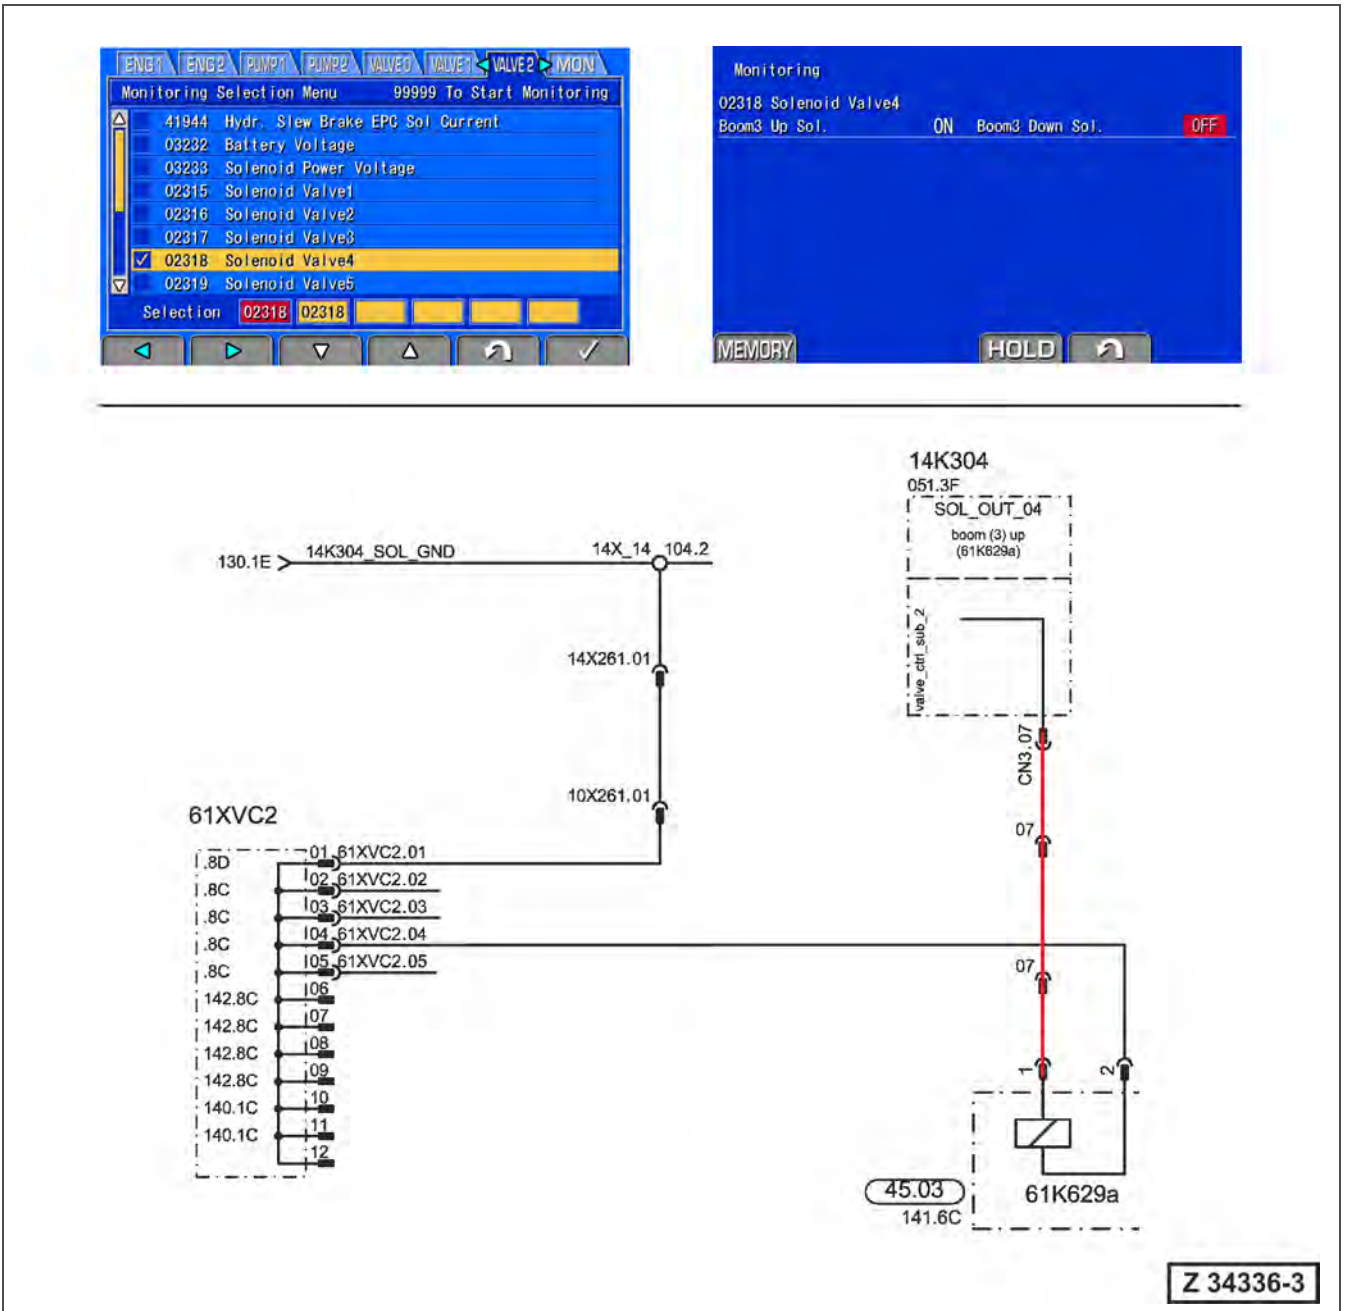 ENG1 ENG2 PUMP1 PUMP2 VALVE0 VALVE1 VALVE2 MON
Monitoring Selection Menu 99999 To Start Monitoring
41944 Hydr. Slew Brake EPC Sol Current
03232 Battery Voltage
03233 Solenoid Power Voltage
02315 Solenoid Valve1
02316 Solenoid Valve2
02317 Solenoid Valve3
02318 Solenoid Valve4
02319 Solenoid Valve5
Selection 02318 02318
Monitoring
02318 Solenoid Valve4
Boom3 Up Sol. ON Boom3 Down Sol. OFF
MEMORY HOLD
14K304
051.3F
SOL_OUT_04
boom (3) up
(61K629a)
valve_ctrl_sub_2
130.1E 14K304_SOL_GND 14X_14 104.2
14X261.01
CN3.07
10X261.01
07
61XVC2
.8D 01 61XVC2.01
.8C 02 61XVC2.02
.8C 03 61XVC2.03
.8C 04 61XVC2.04
.8C 05 61XVC2.05
07
142.8C 06
142.8C 07
142.8C 08
142.8C 09
140.1C 10
140.1C 11
12
1 2
45.03
141.6C
61K629a
Z 34336-3